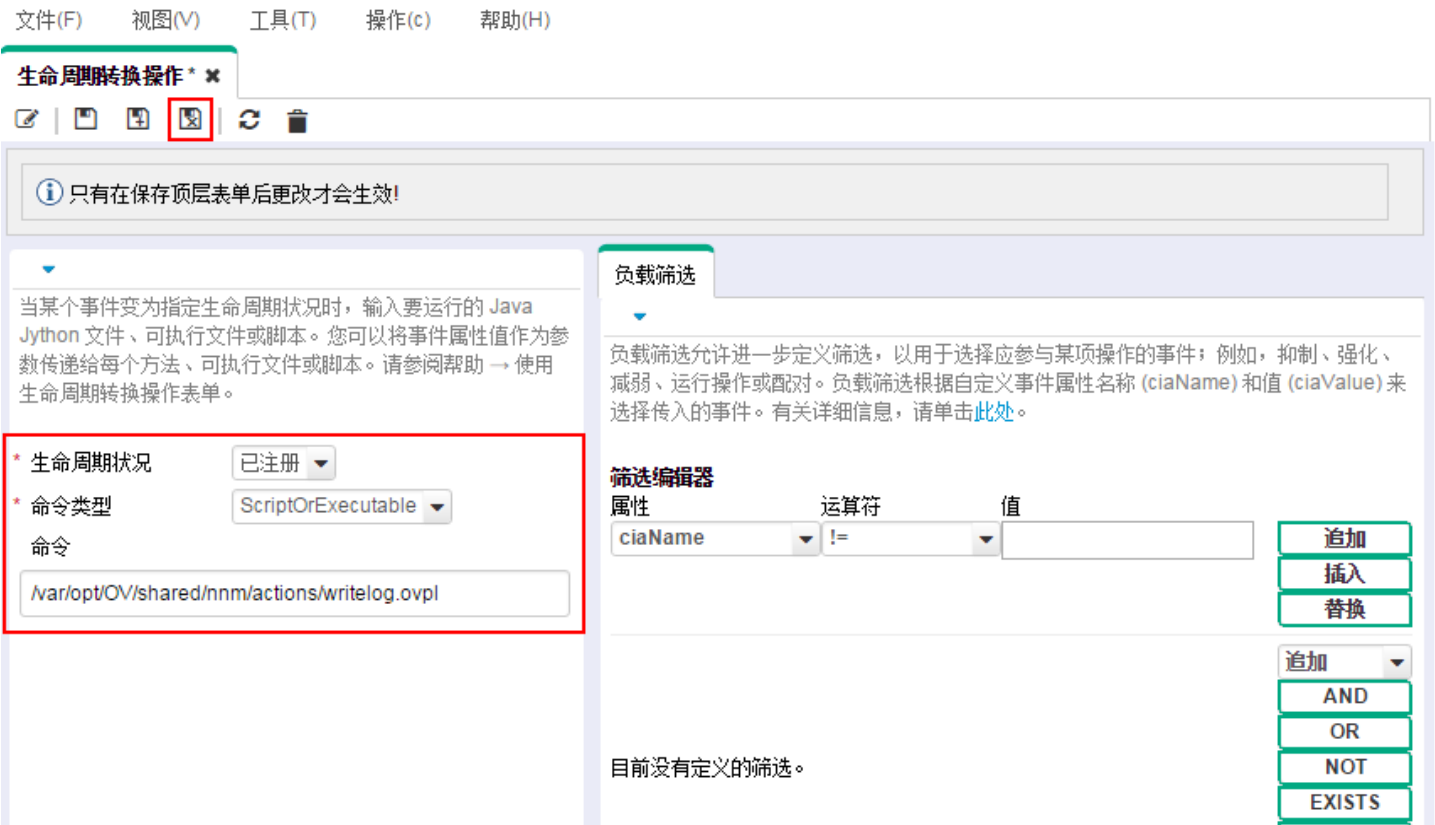 文件(F) 视图(V) 工具(T) 操作(c) 帮助(H)
生命周期转换操作* ✖
只有在保存顶层表单后更改才会生效!
当某个事件变为指定生命周期状况时，输入要运行的 Java
Jython 文件、可执行文件或脚本。您可以将事件属性值作为参
数传递给每个方法、可执行文件或脚本。请参阅帮助 → 使用
生命周期转换操作表单。
* 生命周期状况 已注册
* 命令类型 ScriptOrExecutable
命令
/var/opt/OV/shared/nnm/actions/writelog.ovpl
负载筛选
负载筛选允许进一步定义筛选，以用于选择应参与某项操作的事件；例如，抑制、强化、
减弱、运行操作或配对。负载筛选根据自定义事件属性名称 (ciaName) 和值 (ciaValue) 来
选择传入的事件。有关详细信息，请单击此处。
筛选编辑器
属性 运算符 值
ciaName != 追加
插入
替换
追加
AND
OR
目前没有定义的筛选。 NOT
EXISTS